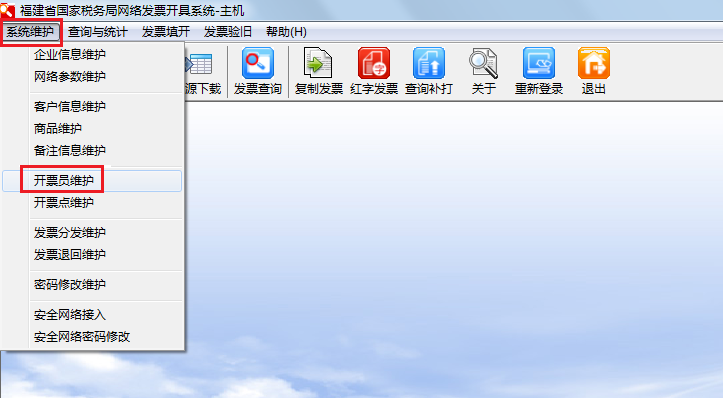 福建省国家税务局网络发票开具系统-主机
系统维护 查询与统计 发票填开 发票验旧 帮助(H)
源下载 发票查询 复制发票 红字发票 查询补打 关于 重新登录 退出
企业信息维护
网络参数维护
客户信息维护
商品维护
备注信息维护
开票员维护
开票点维护
发票分发维护
发票退回维护
密码修改维护
安全网络接入
安全网络密码修改